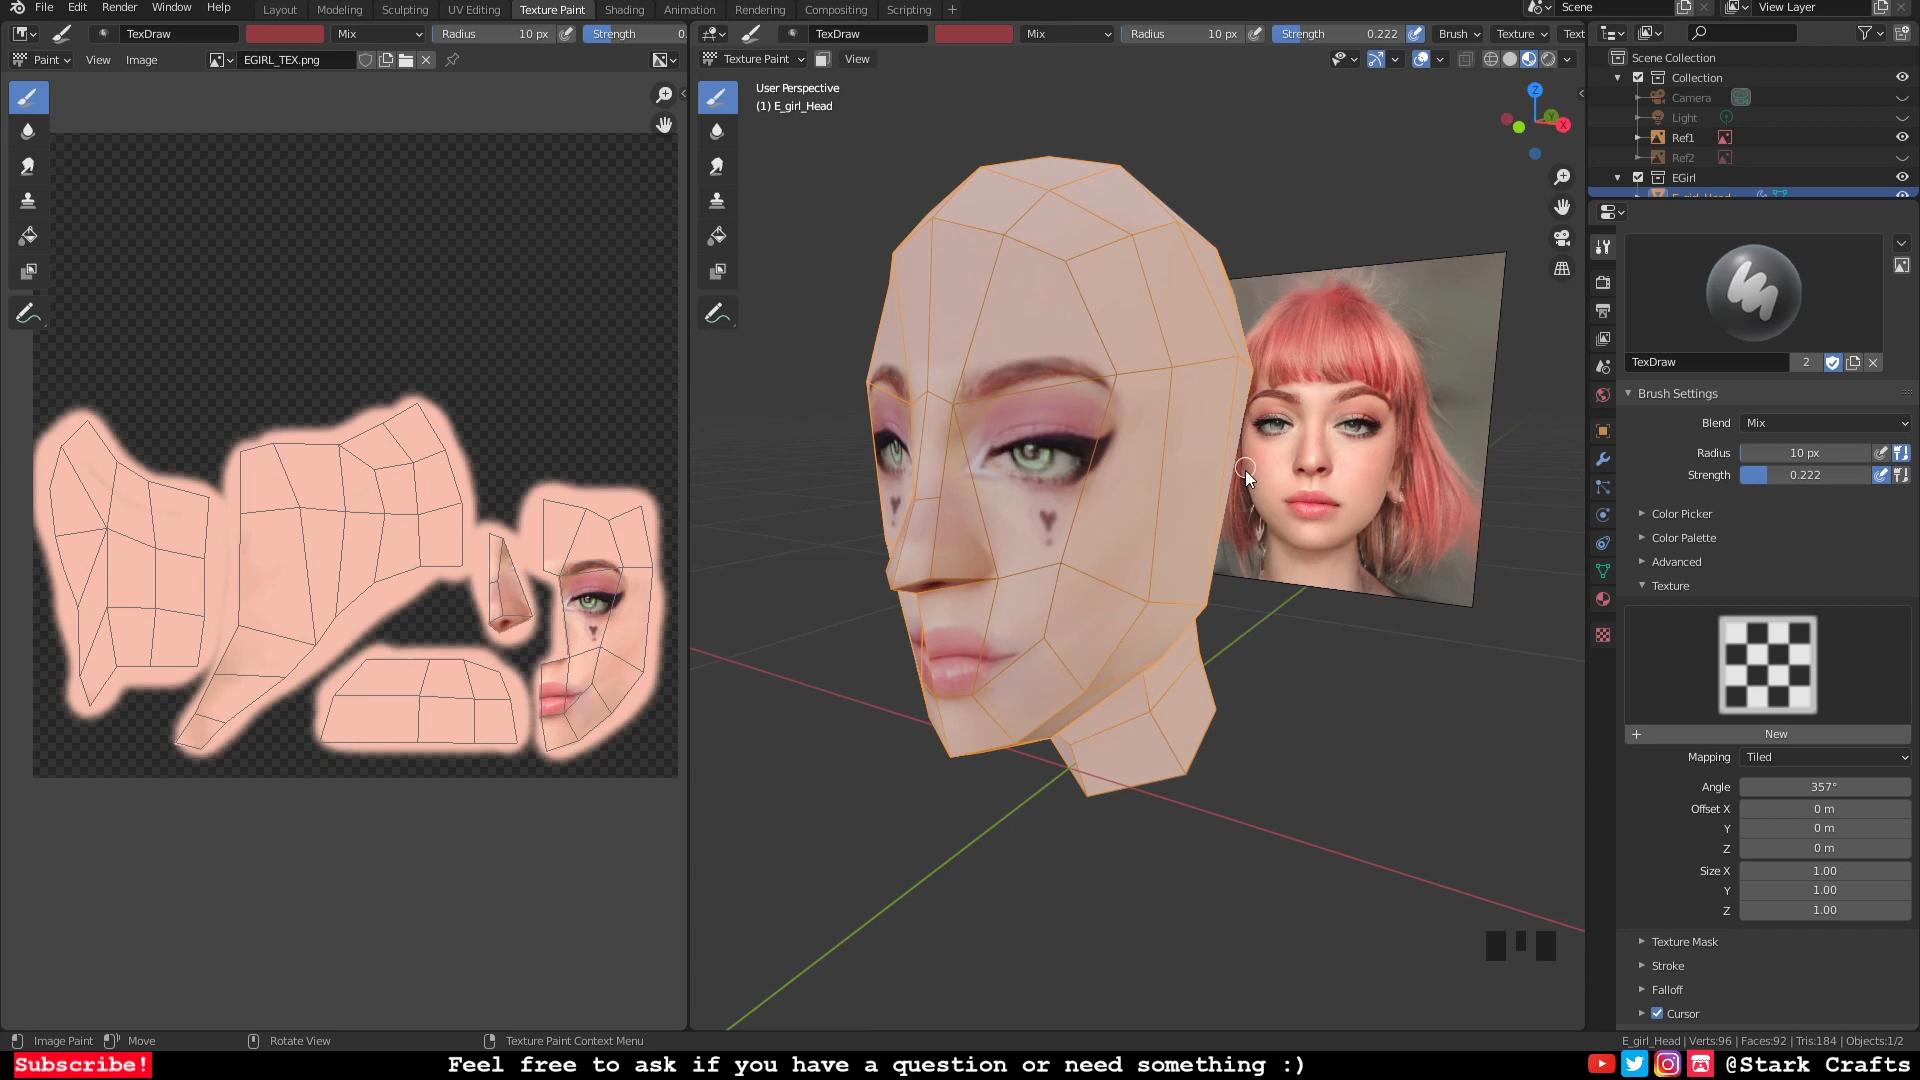 File Edit Render Window Help Layout Modeling Sculpting UV Editing Texture Paint Shading Animation Rendering Compositing Scripting + Scene View Layer
TexDraw Mix Radius 10 px Strength 0. TexDraw Mix Radius 10 px Strength 0.222 Brush Texture Text
Paint View Image EGIRL_TEX.png Texture Paint View
User Perspective
(1) E_girl_Head
Z
Y
X
Scene Collection
Collection
Camera
Light
Ref1
Ref2
EGirl
TexDraw 2
Brush Settings
Blend Mix
Radius 10 px
Strength 0.222
Color Picker
Color Palette
Advanced
Texture
+ New
Mapping Tiled
Angle 357°
Offset X 0 m
Y 0 m
Z 0 m
Size X 1.00
Y 1.00
Z 1.00
Texture Mask
Stroke
Falloff
Cursor
Image Paint Move Rotate View Texture Paint Context Menu E_girl_Head | Verts:96 | Faces:92 | Tris:184 | Objects:1/2
Subscribe! Feel free to ask if you have a question or need something :) @Stark Crafts